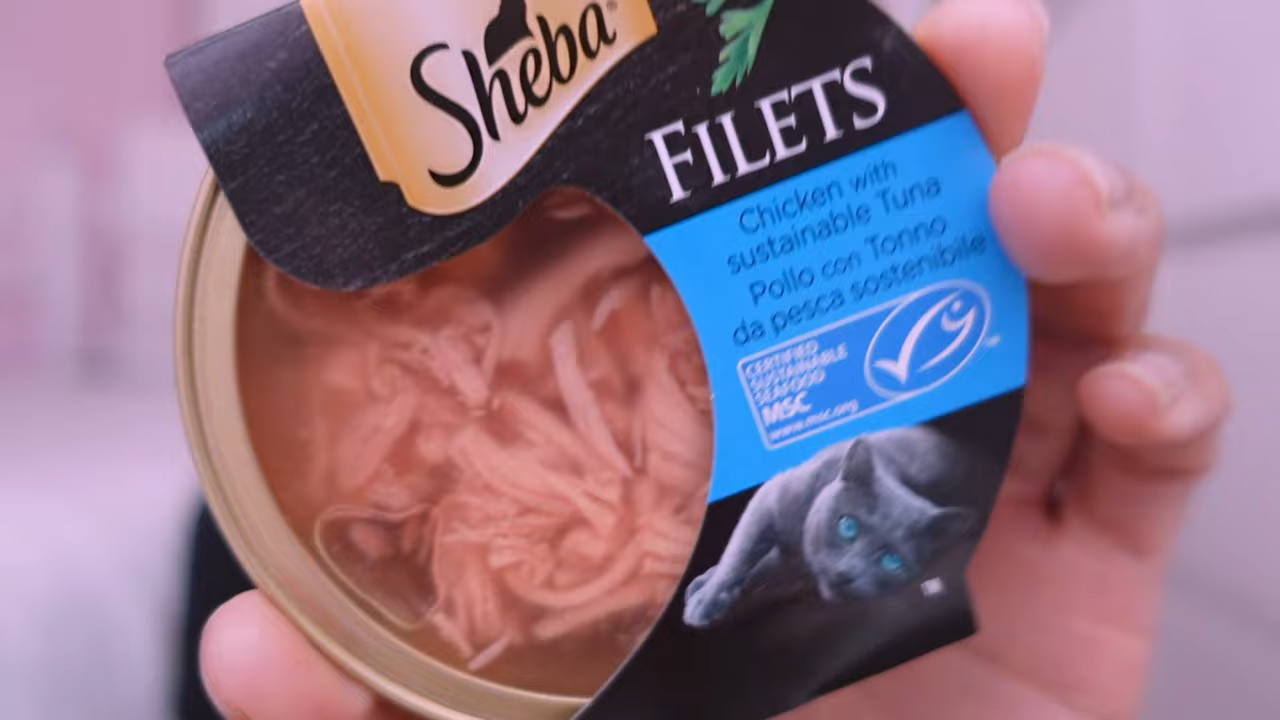 Sheba
FILETS
Chicken with
sustainable Tuna
Pollo con Tonno
da pesca sostenibile
CERTIFIED
SUSTAINABLE
SEAFOOD
MSC
www.msc.org
TM